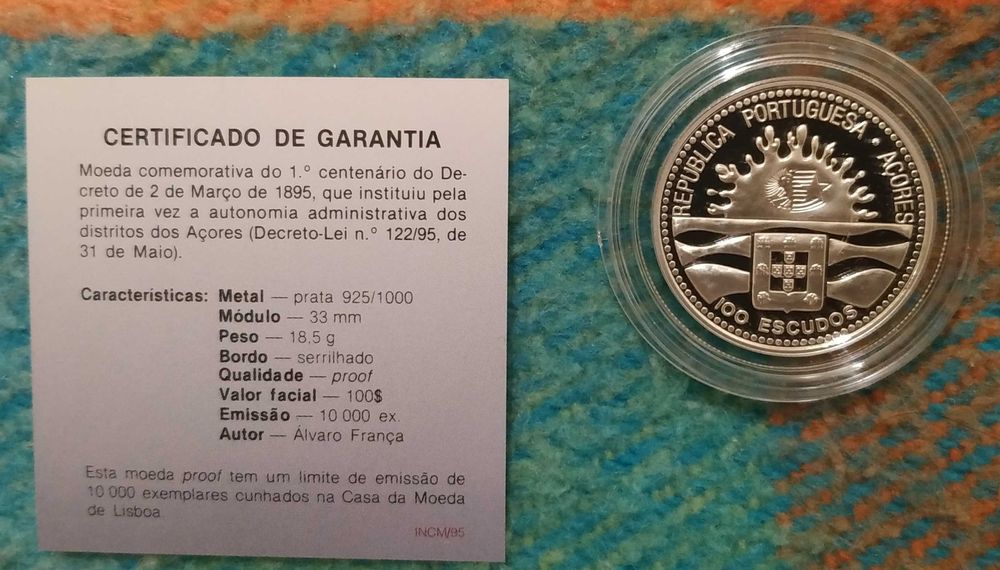 CERTIFICADO DE GARANTIA
Moeda comemorativa do 1.º centenário do De-
creto de 2 de Março de 1895, que instituiu pela
primeira vez a autonomia administrativa dos
distritos dos Açores (Decreto-Lei n.º 122/95, de
31 de Maio).
Características: Metal — prata 925/1000
Módulo — 33 mm
Peso — 18,5 g
Bordo — serrilhado
Qualidade — proof
Valor facial — 100$
Emissão — 10 000 ex.
Autor — Álvaro França
Esta moeda proof tem um limite de emissão de
10 000 exemplares cunhados na Casa da Moeda
de Lisboa.
INCM/95
REPUBLICA PORTUGUESA • AÇORES
100 ESCUDOS